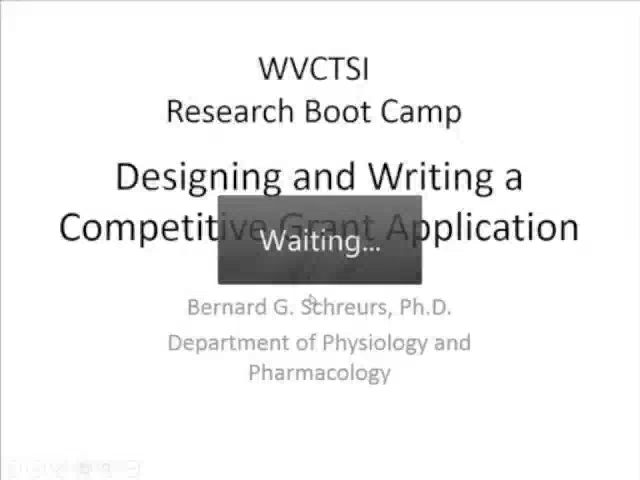 WVCTSI
Research Boot Camp
Designing and Writing a
Competitive Grant Application
Waiting...
Bernard G. Schreurs, Ph.D.
Department of Physiology and
Pharmacology